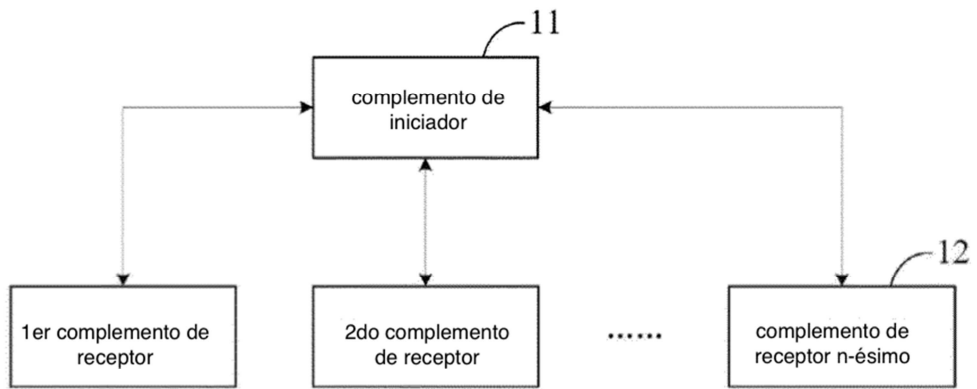 11
complemento de
iniciador
12
1er complemento de
receptor
2do complemento
de receptor
......
complemento de
receptor n-ésimo